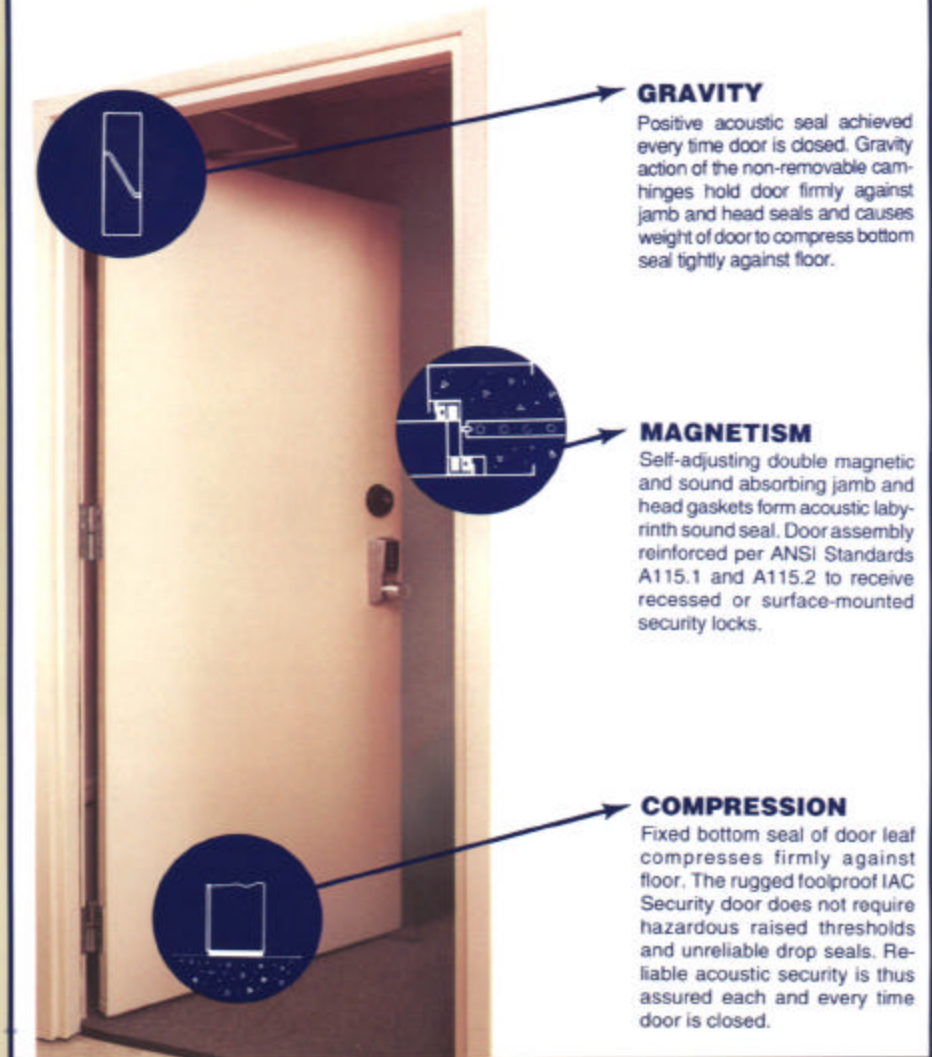 GRAVITY
Positive acoustic seal achieved
every time door is closed. Gravity
action of the non-removable cam-
hinges hold door firmly against
jamb and head seals and causes
weight of door to compress bottom
seal tightly against floor.
MAGNETISM
Self-adjusting double magnetic
and sound absorbing jamb and
head gaskets form acoustic laby-
rinth sound seal. Door assembly
reinforced per ANSI Standards
A115.1 and A115.2 to receive
recessed or surface-mounted
security locks.
COMPRESSION
Fixed bottom seal of door leaf
compresses firmly against
floor. The rugged foolproof IAC
Security door does not require
hazardous raised thresholds
and unreliable drop seals. Re-
liable acoustic security is thus
assured each and every time
door is closed.